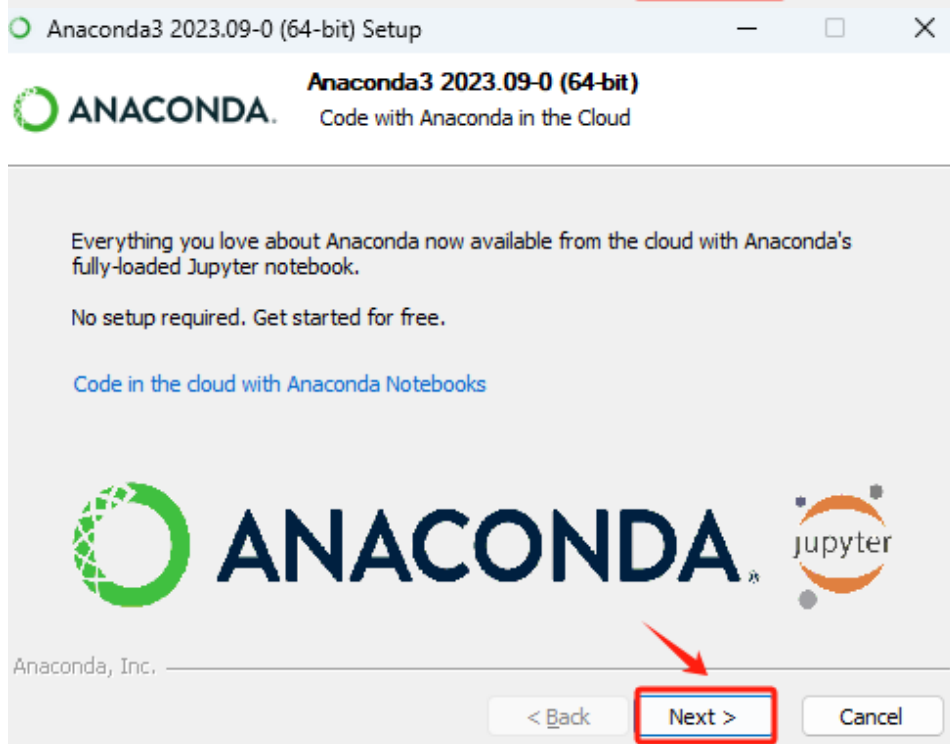 Anaconda3 2023.09-0 (64-bit) Setup
Anaconda3 2023.09-0 (64-bit)
ANACONDA.
Code with Anaconda in the Cloud
Everything you love about Anaconda now available from the cloud with Anaconda's
fully-loaded Jupyter notebook.
No setup required. Get started for free.
Code in the cloud with Anaconda Notebooks
ANACONDA.®
jupyter
Anaconda, Inc.
< Back
Next >
Cancel